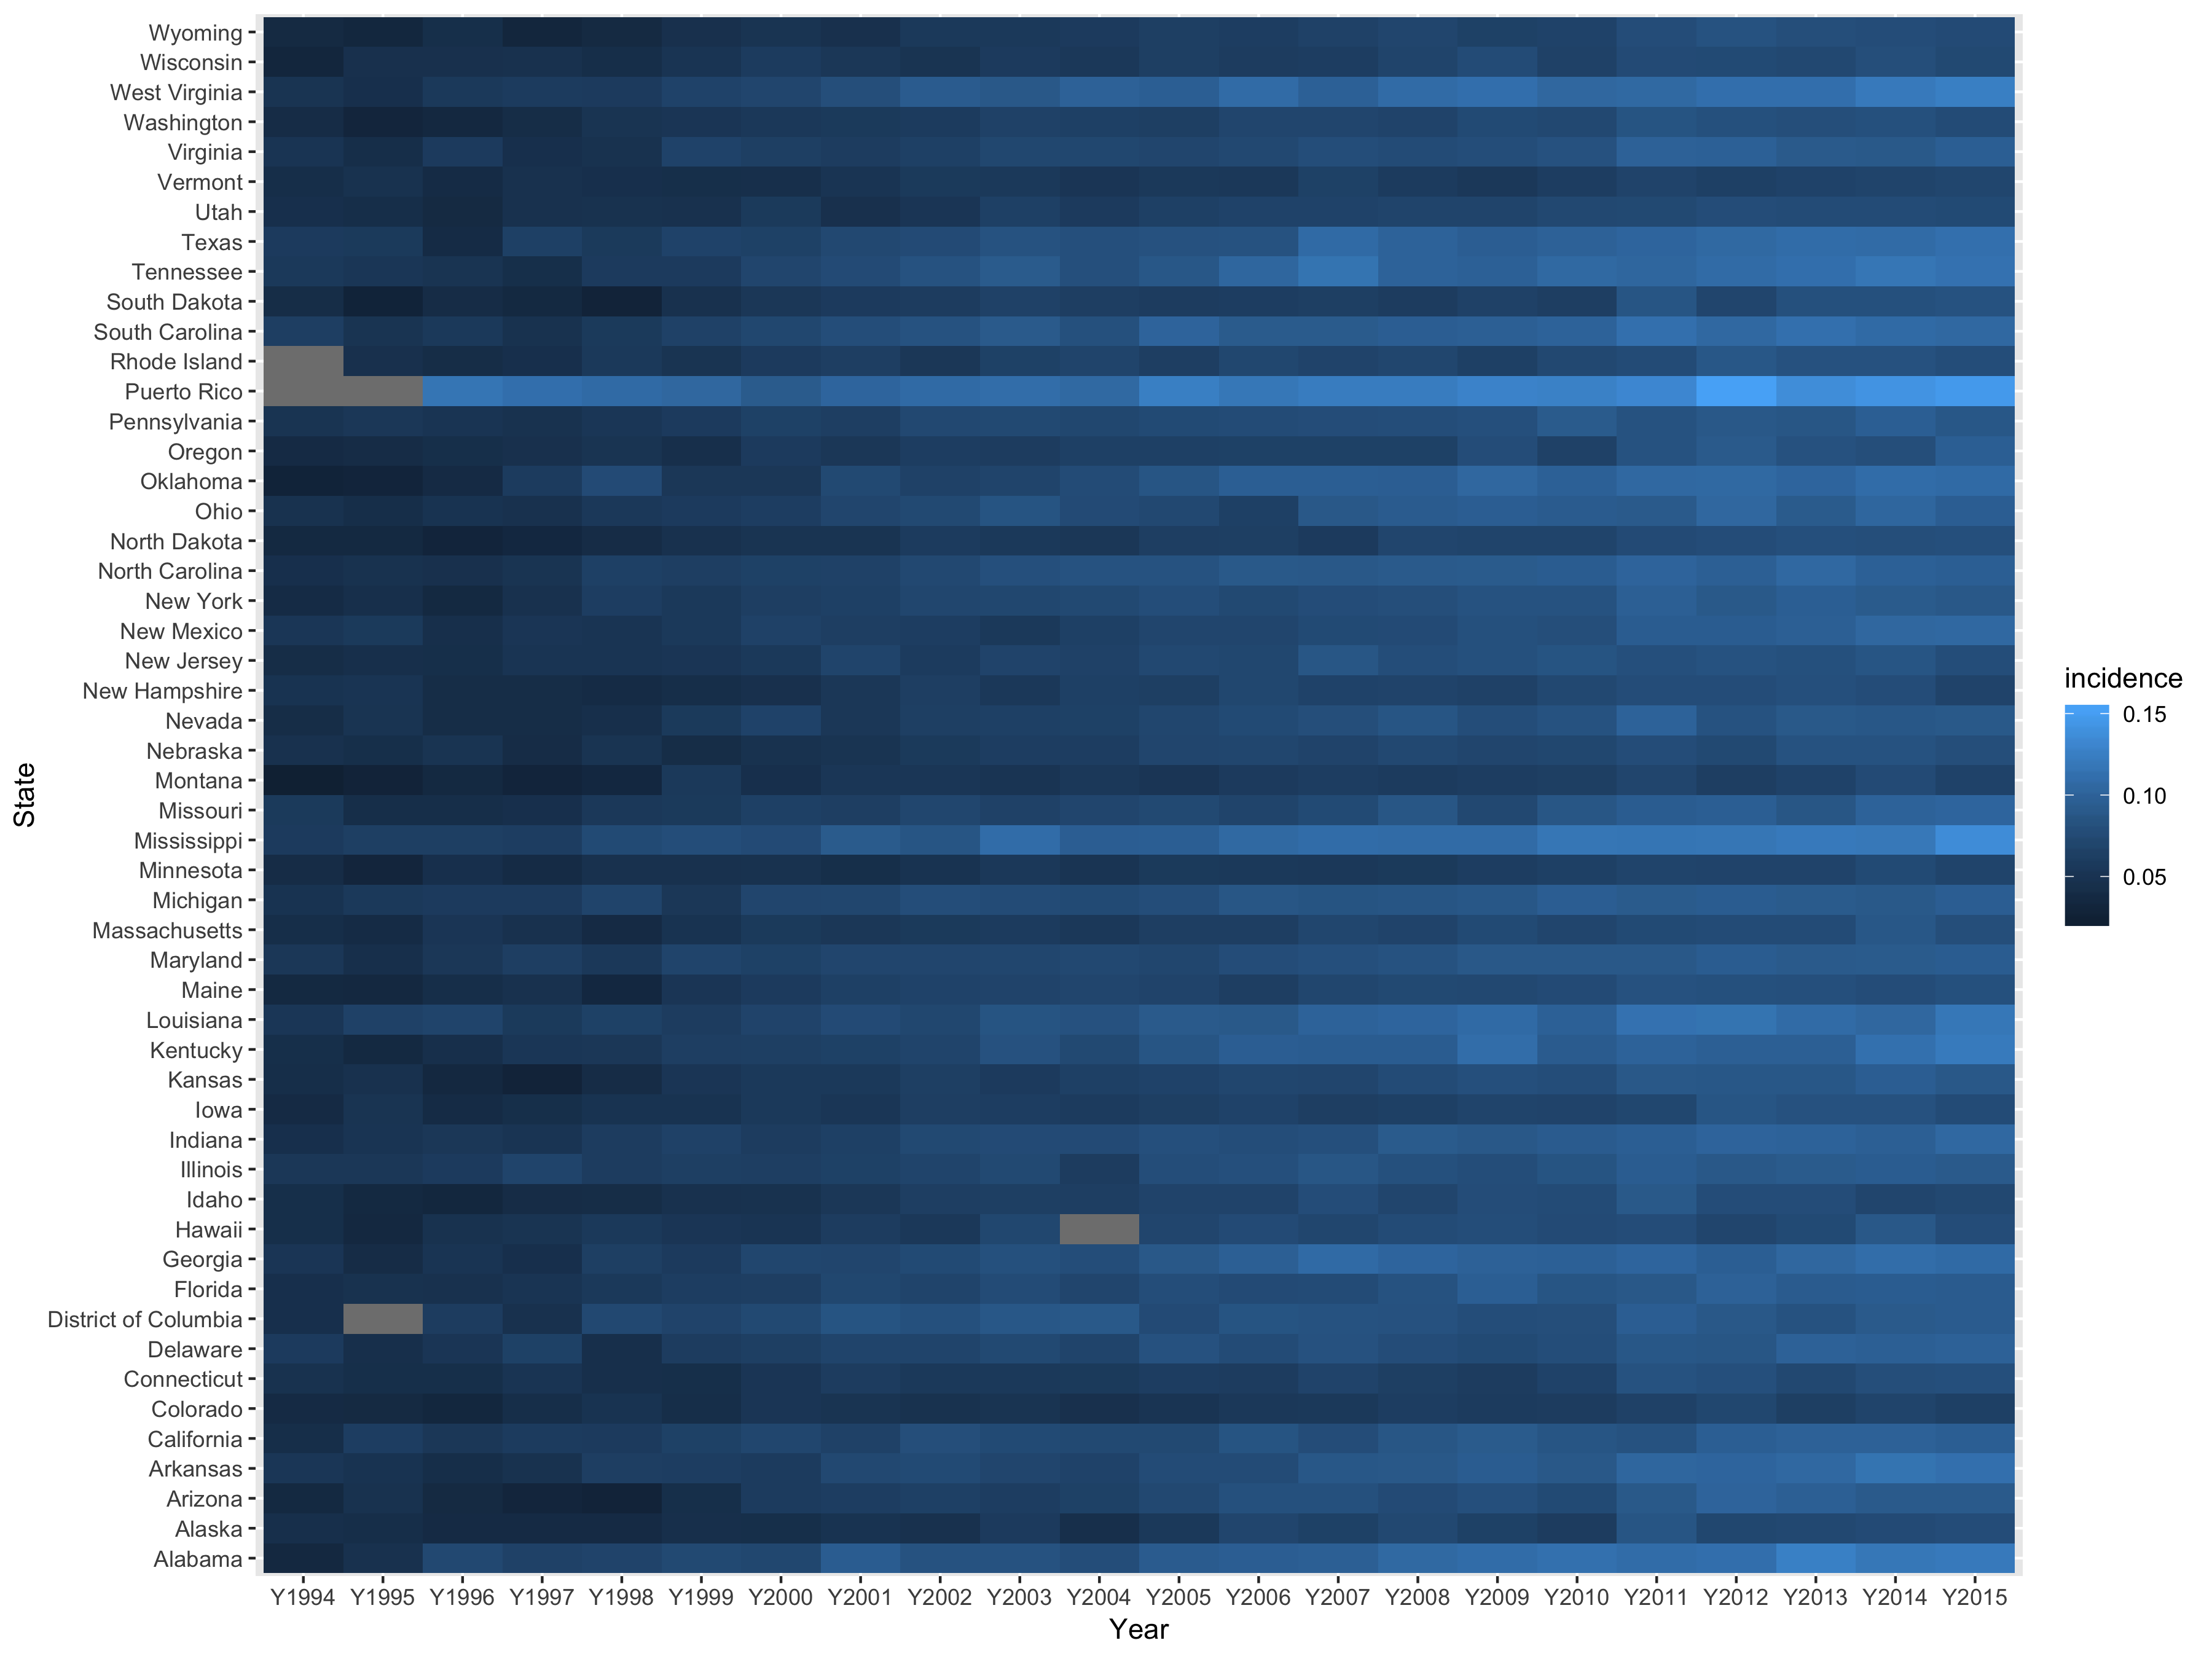 Wyoming
Wisconsin
West Virginia
Washington
Virginia
Vermont
Utah
Texas
Tennessee
South Dakota
South Carolina
Rhode Island
Puerto Rico
Pennsylvania
Oregon
Oklahoma
Ohio
North Dakota
North Carolina
New York
New Mexico
New Jersey
New Hampshire
Nevada
Nebraska
Montana
Missouri
Mississippi
Minnesota
Michigan
Massachusetts
Maryland
Maine
Louisiana
Kentucky
Kansas
Iowa
Indiana
Illinois
Idaho
Hawaii
Georgia
Florida
District of Columbia
Delaware
Connecticut
Colorado
California
Arkansas
Arizona
Alaska
Alabama
State
Y1994 Y1995 Y1996 Y1997 Y1998 Y1999 Y2000 Y2001 Y2002 Y2003 Y2004 Y2005 Y2006 Y2007 Y2008 Y2009 Y2010 Y2011 Y2012 Y2013 Y2014 Y2015
Year
incidence
0.15
0.10
0.05